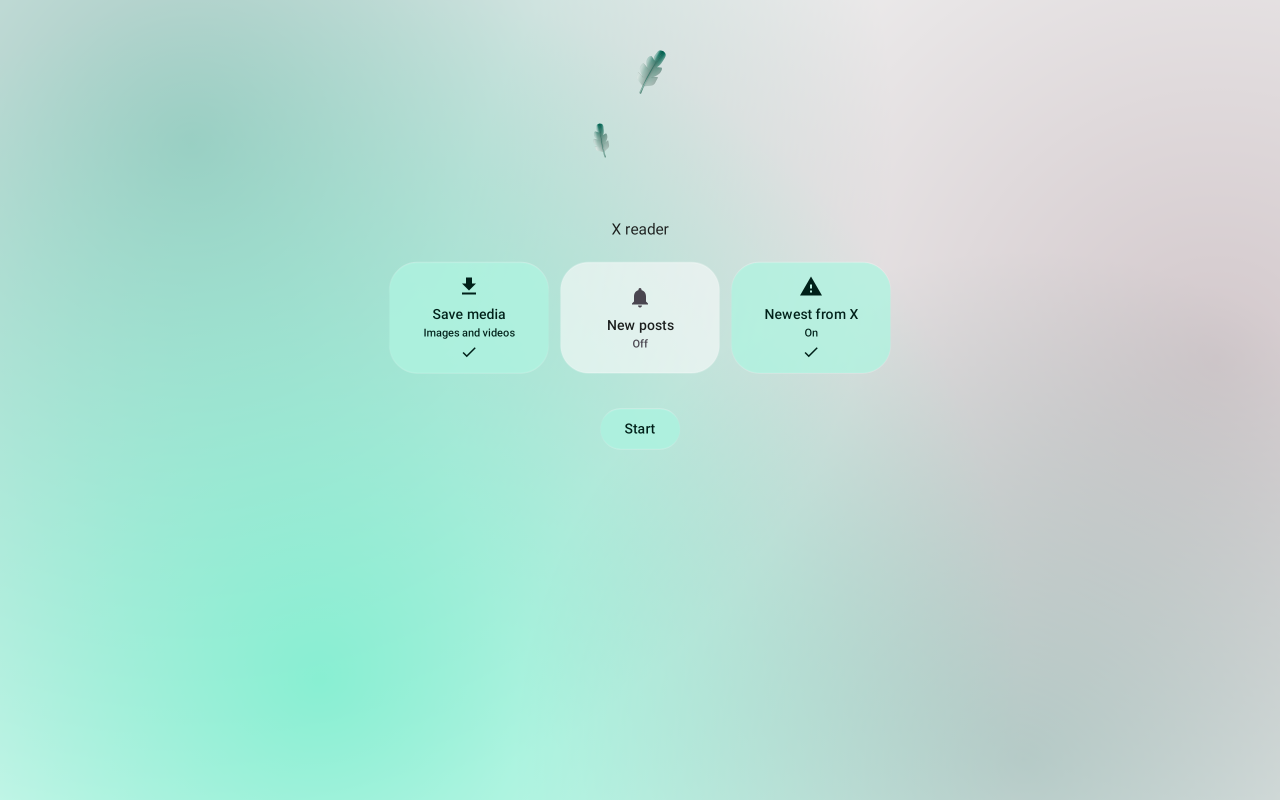 X reader
Save media
Images and videos
New posts
Off
Newest from X
On
Start